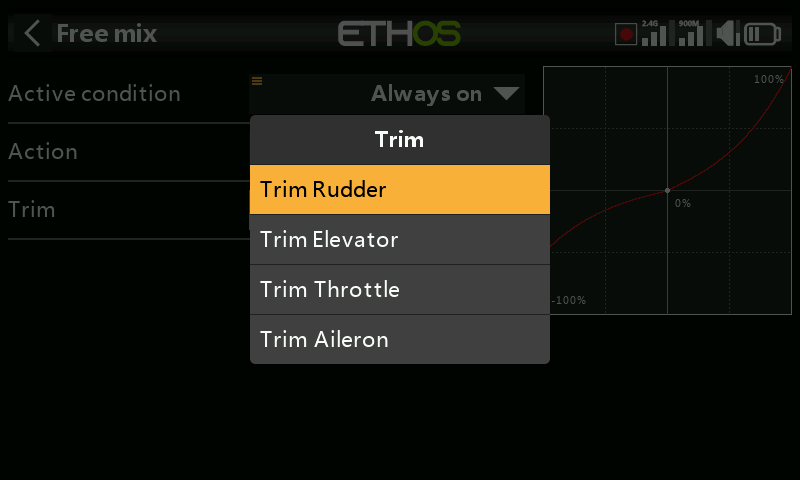 Free mix
ETHOS
2.4G
900M
Active condition
Always on
Action
Trim
Trim
Trim Rudder
Trim Elevator
Trim Throttle
Trim Aileron
100%
0%
-100%